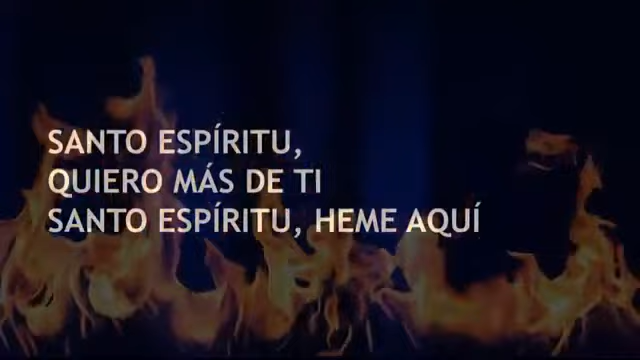 SANTO ESPÍRITU,
QUIERO MÁS DE TI
SANTO ESPÍRITU, HEME AQUÍ